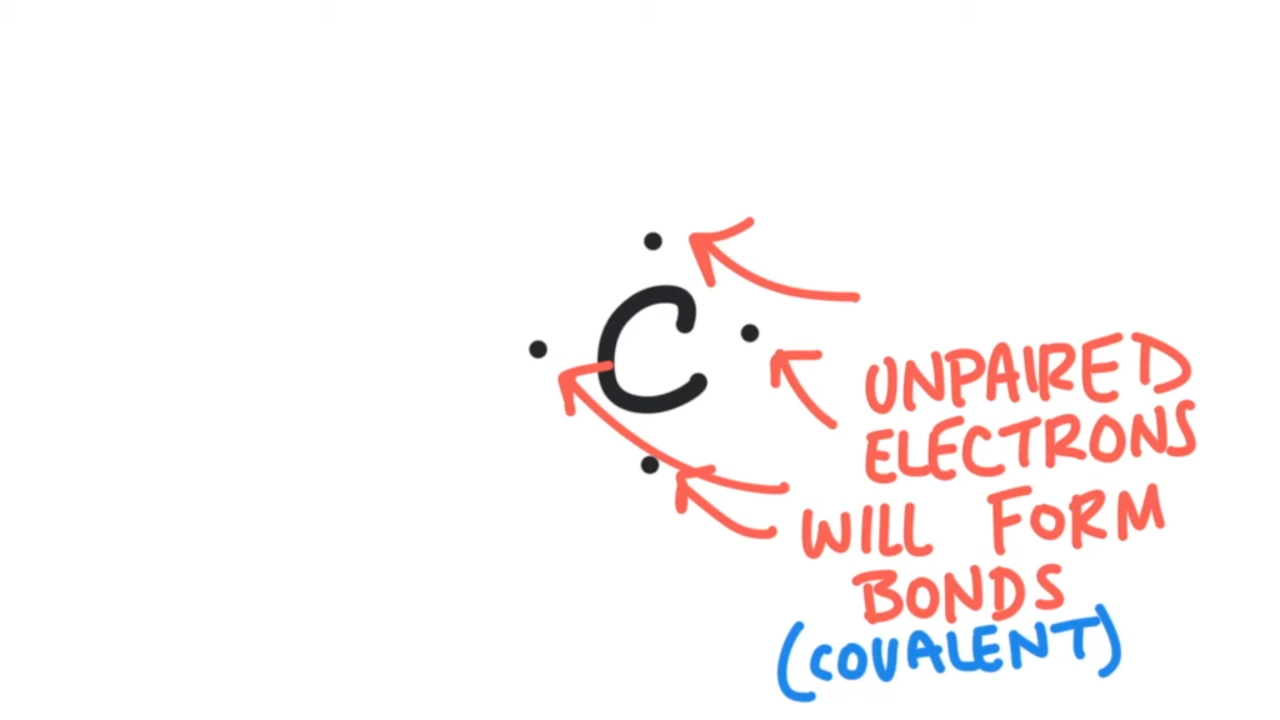 C
UNPAIRED
ELECTRONS
WILL FORM
BONDS
(COVALENT)